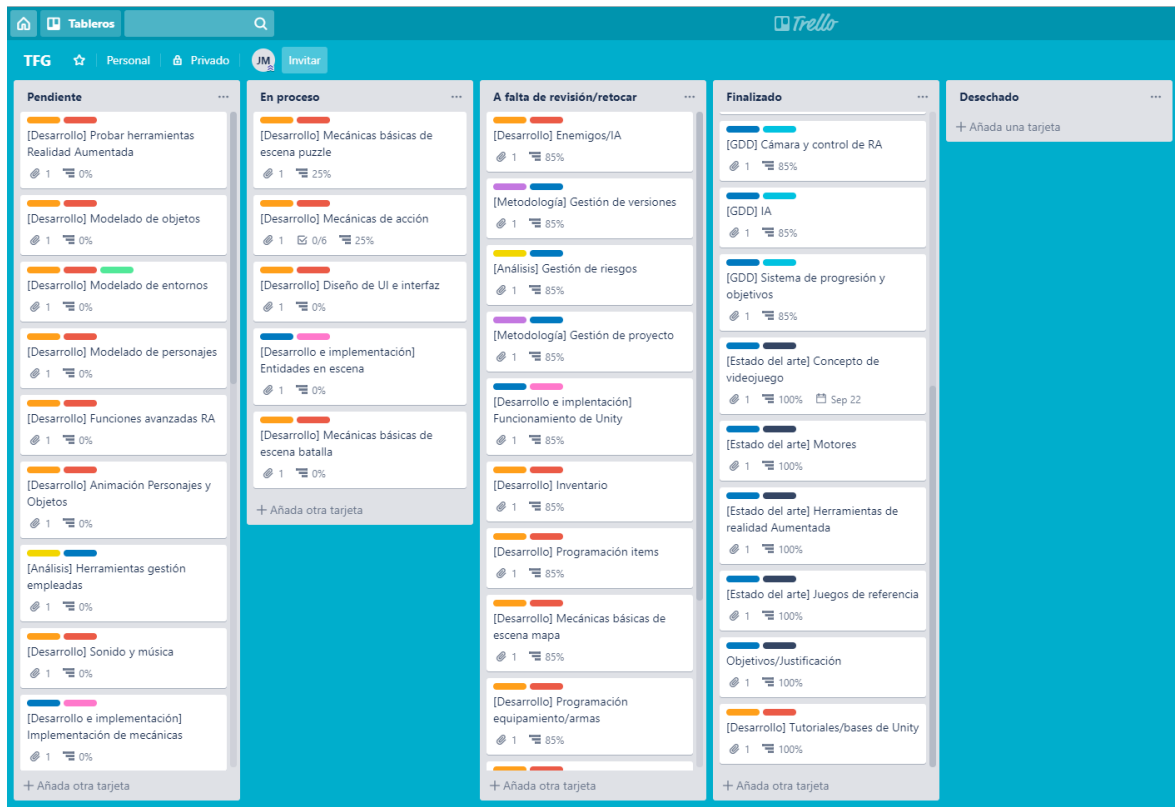 Tableros
Trello
TFG
Personal
Privado
JM
Invitar
Pendiente
[Desarrollo] Probar herramientas
Realidad Aumentada
1 0%
[Desarrollo] Modelado de objetos
1 0%
[Desarrollo] Modelado de entornos
1 0%
[Desarrollo] Modelado de personajes
1 0%
[Desarrollo] Funciones avanzadas RA
1 0%
[Desarrollo] Animación Personajes y
Objetos
1 0%
[Análisis] Herramientas gestión
empleadas
1 0%
[Desarrollo] Sonido y música
1 0%
[Desarrollo e implementación]
Implementación de mecánicas
1 0%
+ Añada otra tarjeta
En proceso
[Desarrollo] Mecánicas básicas de
escena puzzle
1 25%
[Desarrollo] Mecánicas de acción
1 0/6 25%
[Desarrollo] Diseño de UI e interfaz
1 0%
[Desarrollo e implementación]
Entidades en escena
1 0%
[Desarrollo] Mecánicas básicas de
escena batalla
1 0%
+ Añada otra tarjeta
A falta de revisión/retocar
[Desarrollo] Enemigos/IA
1 85%
[Metodología] Gestión de versiones
1 85%
[Análisis] Gestión de riesgos
1 85%
[Metodología] Gestión de proyecto
1 85%
[Desarrollo e implentación]
Funcionamiento de Unity
1 85%
[Desarrollo] Inventario
1 85%
[Desarrollo] Programación items
1 85%
[Desarrollo] Mecánicas básicas de
escena mapa
1 85%
[Desarrollo] Programación
equipamiento/armas
1 85%
+ Añada otra tarjeta
Finalizado
[GDD] Cámara y control de RA
1 85%
[GDD] IA
1 85%
[GDD] Sistema de progresión y
objetivos
1 85%
[Estado del arte] Concepto de
videojuego
1 100% Sep 22
[Estado del arte] Motores
1 100%
[Estado del arte] Herramientas de
realidad Aumentada
1 100%
[Estado del arte] Juegos de referencia
1 100%
Objetivos/Justificación
1 100%
[Desarrollo] Tutoriales/bases de Unity
1 100%
+ Añada otra tarjeta
Desechado
+ Añada una tarjeta